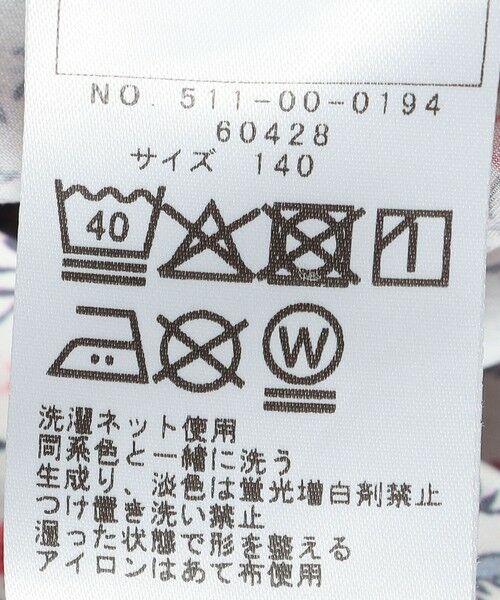 NO. 511-00-0194
60428
サイズ 140
40
W
洗濯ネット使用
同系色と一緒に洗う
生成り、淡色は蛍光増白剤禁止
つけ置き洗い禁止
湿った状態で形を整える
アイロンはあて布使用